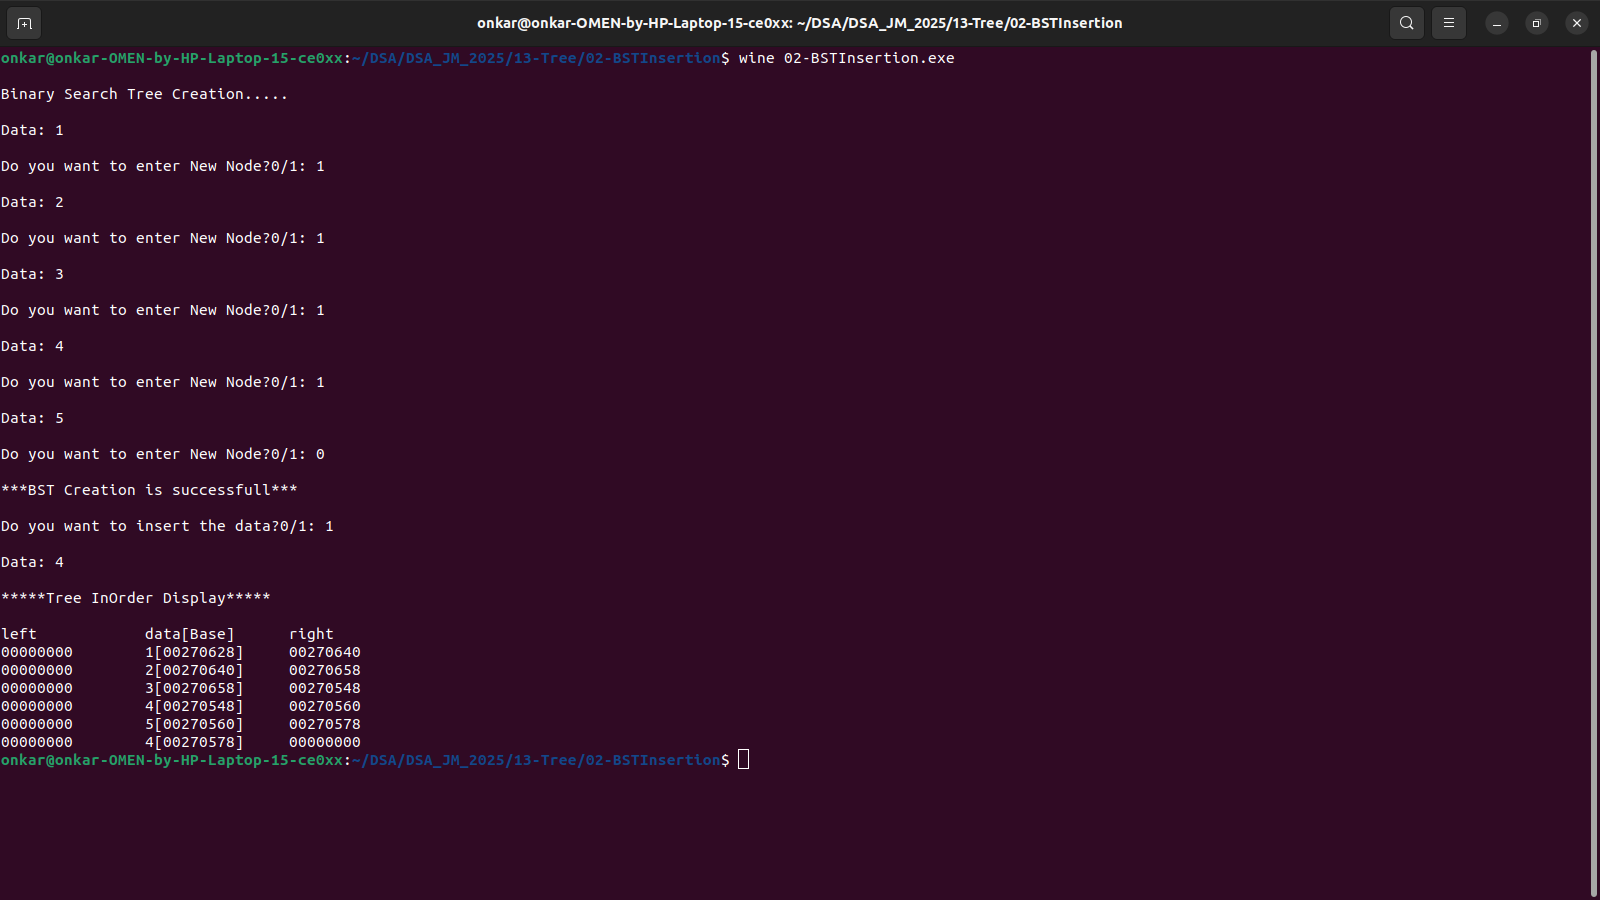 onkar@onkar-OMEN-by-HP-Laptop-15-ce0xx: ~/DSA/DSA_JM_2025/13-Tree/02-BSTInsertion
onkar@onkar-OMEN-by-HP-Laptop-15-ce0xx:~/DSA/DSA_JM_2025/13-Tree/02-BSTInsertion$ wine 02-BSTInsertion.exe
Binary Search Tree Creation.....
Data: 1
Do you want to enter New Node?0/1: 1
Data: 2
Do you want to enter New Node?0/1: 1
Data: 3
Do you want to enter New Node?0/1: 1
Data: 4
Do you want to enter New Node?0/1: 1
Data: 5
Do you want to enter New Node?0/1: 0
***BST Creation is successfull***
Do you want to insert the data?0/1: 1
Data: 4
*****Tree InOrder Display*****
left data[Base] right
00000000 1[00270628] 00270640
00000000 2[00270640] 00270658
00000000 3[00270658] 00270548
00000000 4[00270548] 00270560
00000000 5[00270560] 00270578
00000000 4[00270578] 00000000
onkar@onkar-OMEN-by-HP-Laptop-15-ce0xx:~/DSA/DSA_JM_2025/13-Tree/02-BSTInsertion$